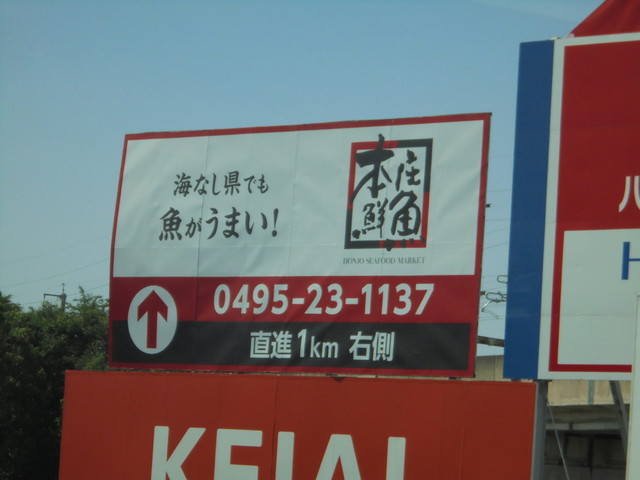 海なし県でも
魚がうまい!
本庄
鮮魚
HONJO SEAFOOD MARKET
0495-23-1137
直進1km 右側
KEIAI
ハ
H